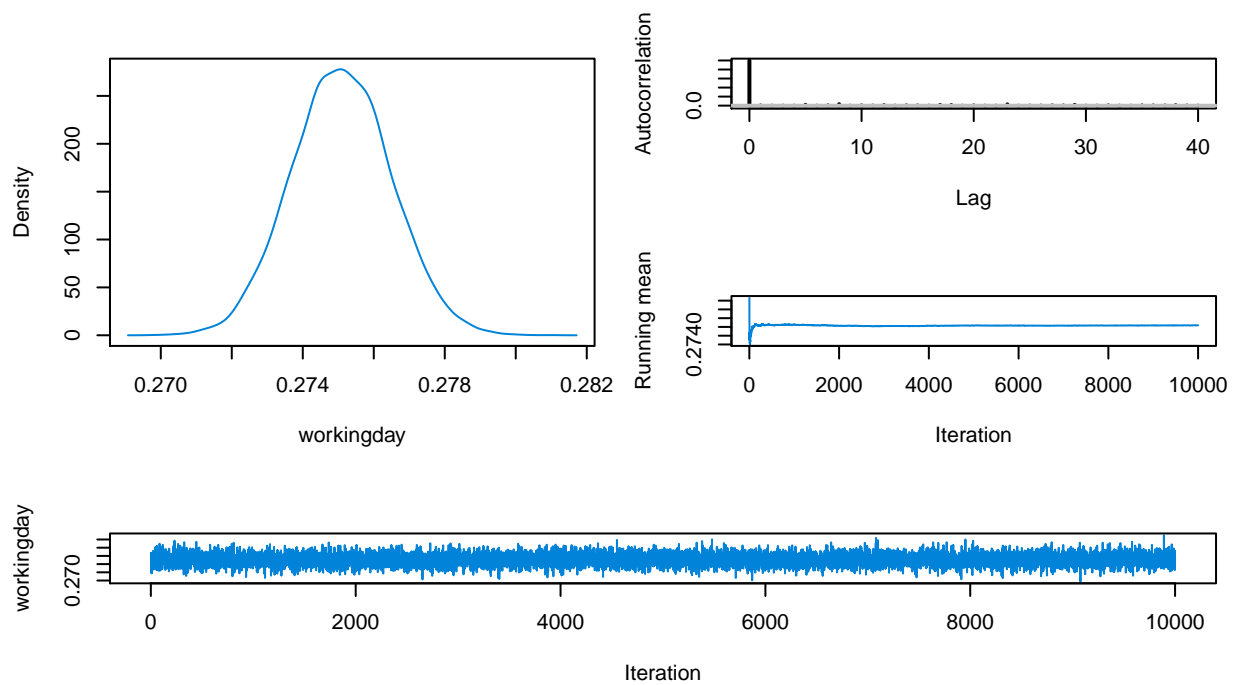 Density
0 50 100 200
0.270 0.274 0.278 0.282
workingday
Autocorrelation
0.0
0 10 20 30 40
Lag
Running mean
0.2740
0 2000 4000 6000 8000 10000
Iteration
workingday
0.270
0 2000 4000 6000 8000 10000
Iteration